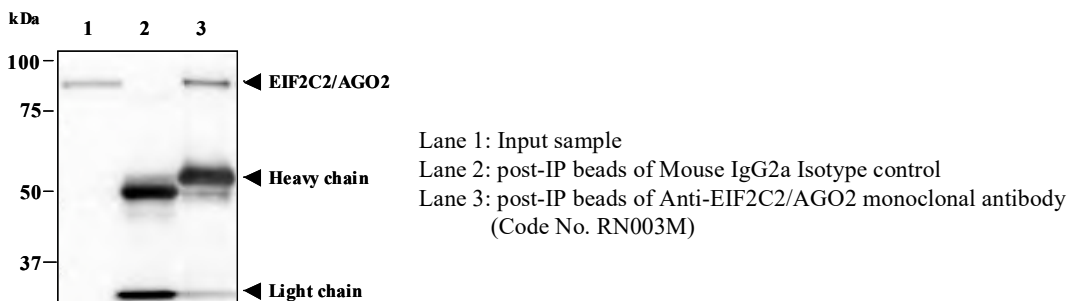 kDa
1 2 3
100
EIF2C2/AGO2
75
Lane 1: Input sample
Lane 2: post-IP beads of Mouse IgG2a Isotype control
Heavy chain
50
Lane 3: post-IP beads of Anti-EIF2C2/AGO2 monoclonal antibody
(Code No. RN003M)
37
Light chain